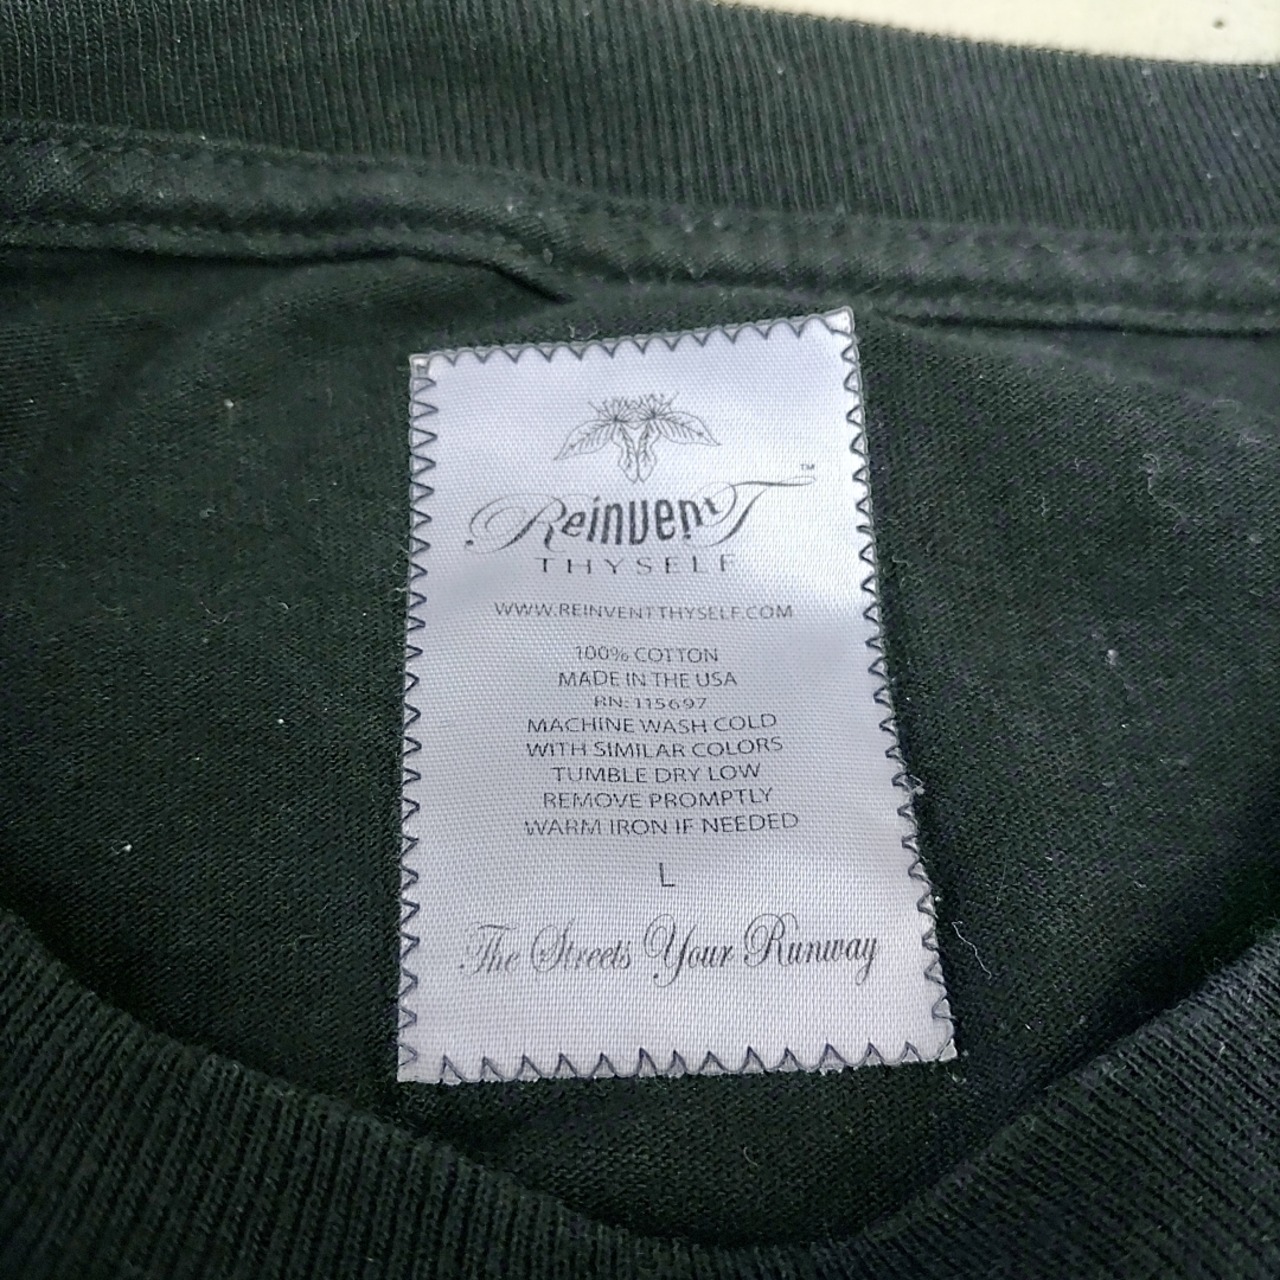 ReinvenT™
THYSELF
WWW.REINVENTTHYSELF.COM
100% COTTON
MADE IN THE USA
RN: 115697
MACHINE WASH COLD
WITH SIMILAR COLORS
TUMBLE DRY LOW
REMOVE PROMPTLY
WARM IRON IF NEEDED
L
The Streets Your Runway